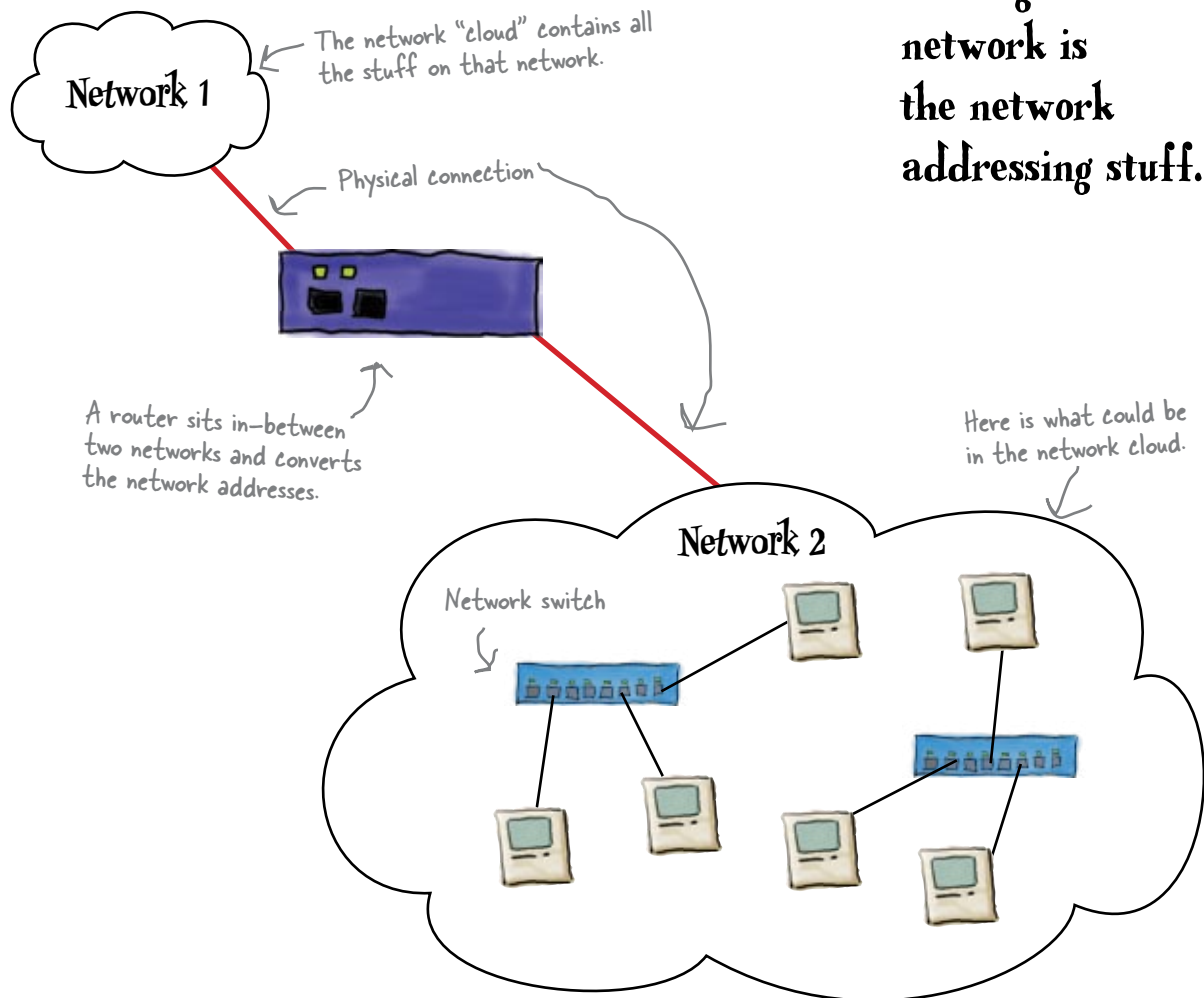 The network “cloud” contains all
the stuff on that network.
Network 1
network is
the network
addressing stuff.
Physical connection
A router sits in-between
two networks and converts
the network addresses.
Here is what could be
in the network cloud.
Network 2
Network switch